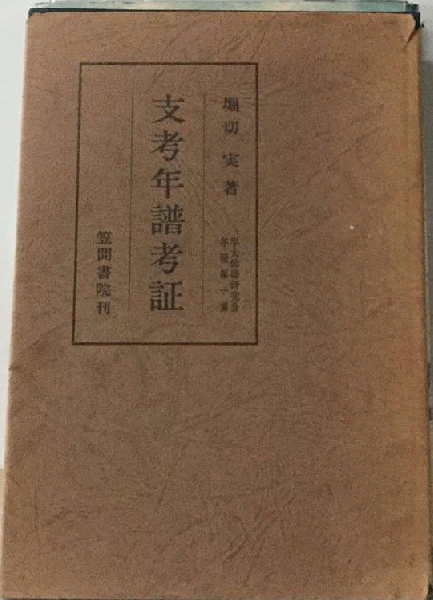 堀切 実著
支考年譜考証
笠間書院刊